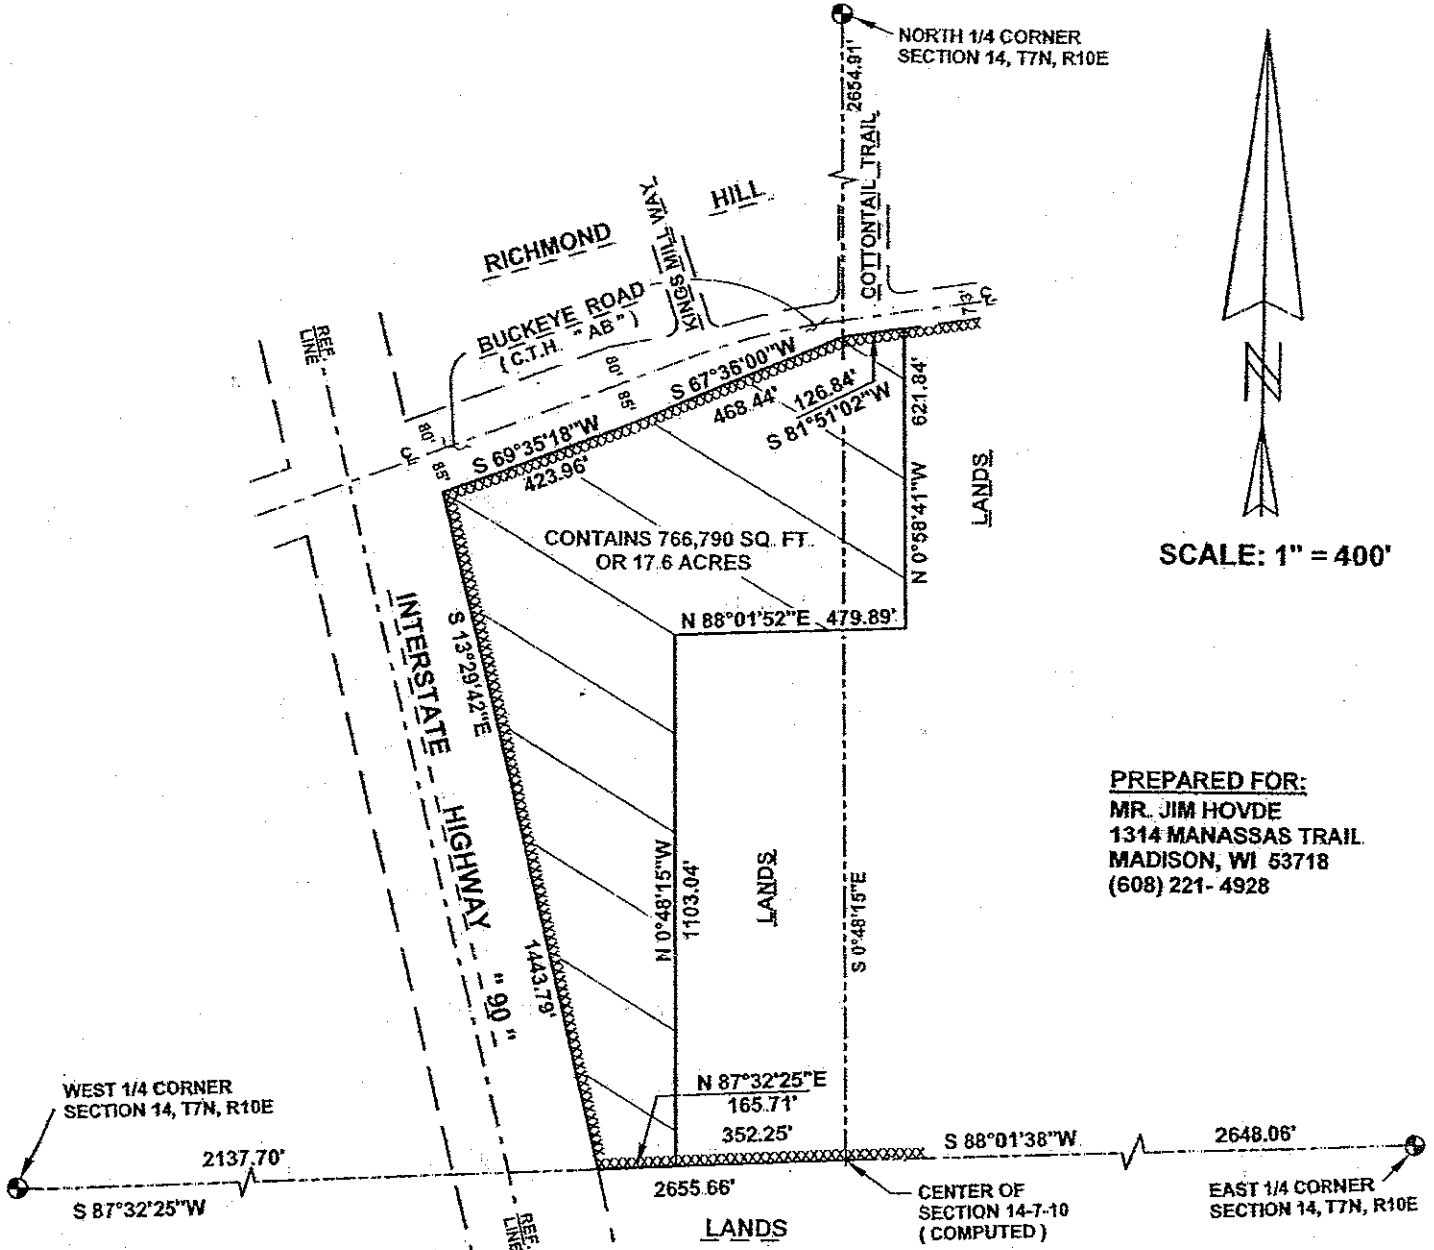 NORTH 1/4 CORNER
SECTION 14, T7N, R10E
2654.91'
COTTONTAIL TRAIL
HILL
KINGS MILL WAY
RICHMOND
BUCKEYE ROAD
( C.T.H. "AB" )
REF.
LINE
73'
C/L
80'
85'
80'
85'
C/L
S 67°36'00"W
468.44'
126.84'
S 81°51'02"W
621.84'
N 0°58'41"W
LANDS
S 69°35'18"W
423.96'
CONTAINS 766,790 SQ. FT.
OR 17.6 ACRES
SCALE: 1" = 400'
N
N 88°01'52"E 479.89'
INTERSTATE HIGHWAY "90"
S 13°29'42"E
1443.79'
N 0°48'15"W
1103.04'
LANDS
S 0°48'15"E
PREPARED FOR:
MR. JIM HOVDE
1314 MANASSAS TRAIL
MADISON, WI 53718
(608) 221-4928
WEST 1/4 CORNER
SECTION 14, T7N, R10E
N 87°32'25"E
165.71'
352.25'
2137.70'
S 87°32'25"W
2655.66'
S 88°01'38"W
2648.06'
CENTER OF
SECTION 14-7-10
( COMPUTED )
EAST 1/4 CORNER
SECTION 14, T7N, R10E
REF.
LINE
LANDS